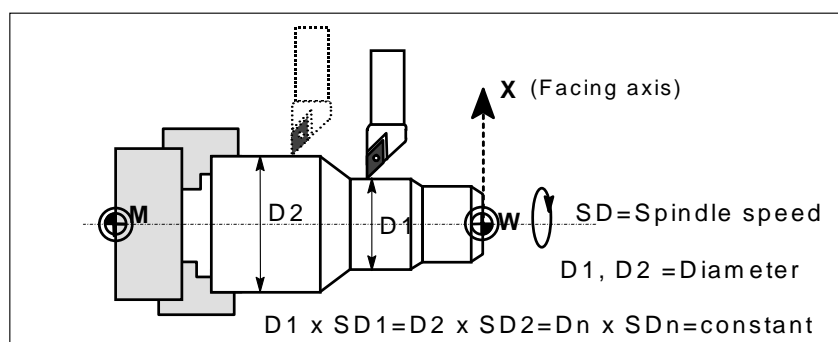 X (Facing axis)
M
D2
D1
W
SD=Spindle speed
D1, D2 =Diameter
D1 x SD1=D2 x SD2=Dn x SDn=constant